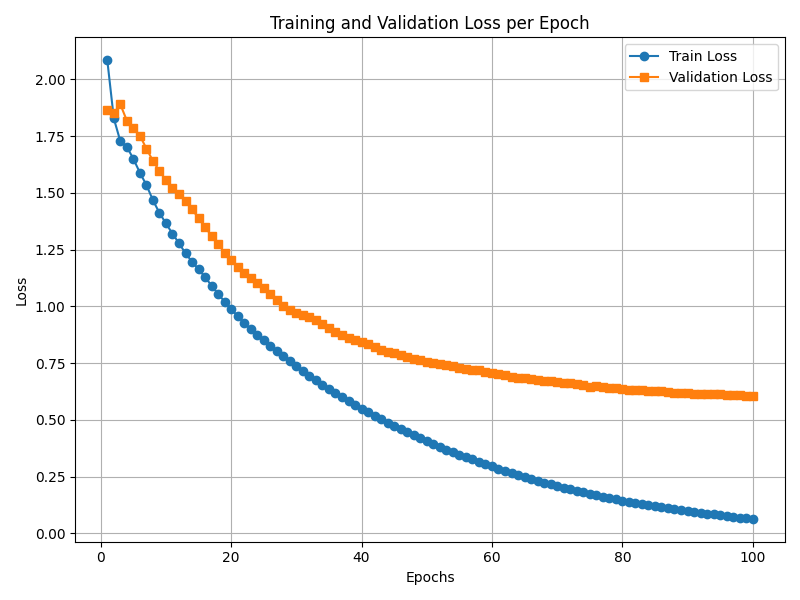 Training and Validation Loss per Epoch
Train Loss
Validation Loss
2.00
1.75
1.50
1.25
1.00
0.75
0.50
0.25
0.00
Loss
0 20 40 60 80 100
Epochs